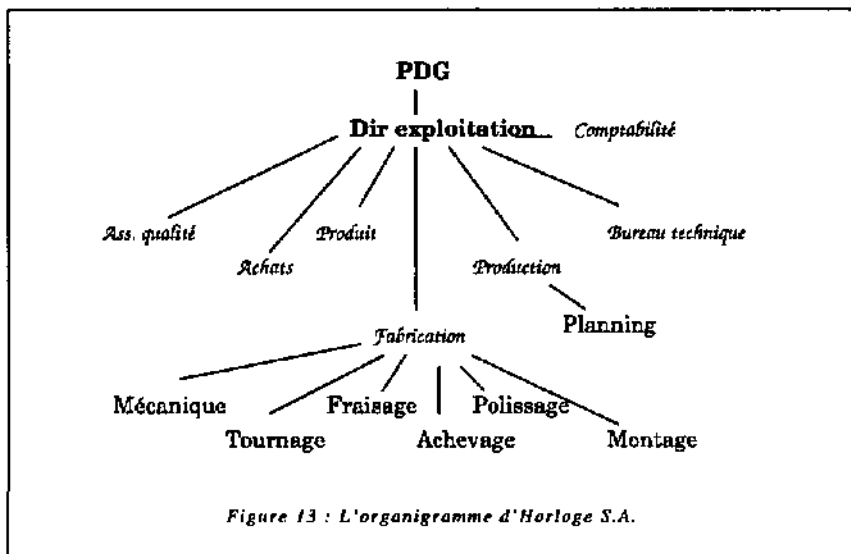 PDG
Dir exploitation
Comptabilité
Ass. qualité
Achats
Produit
Production
Bureau technique
Planning
Fabrication
Mécanique
Tournage
Fraisage
Achevage
Polissage
Montage
Figure 13 : L'organigramme d'Horloge S.A.